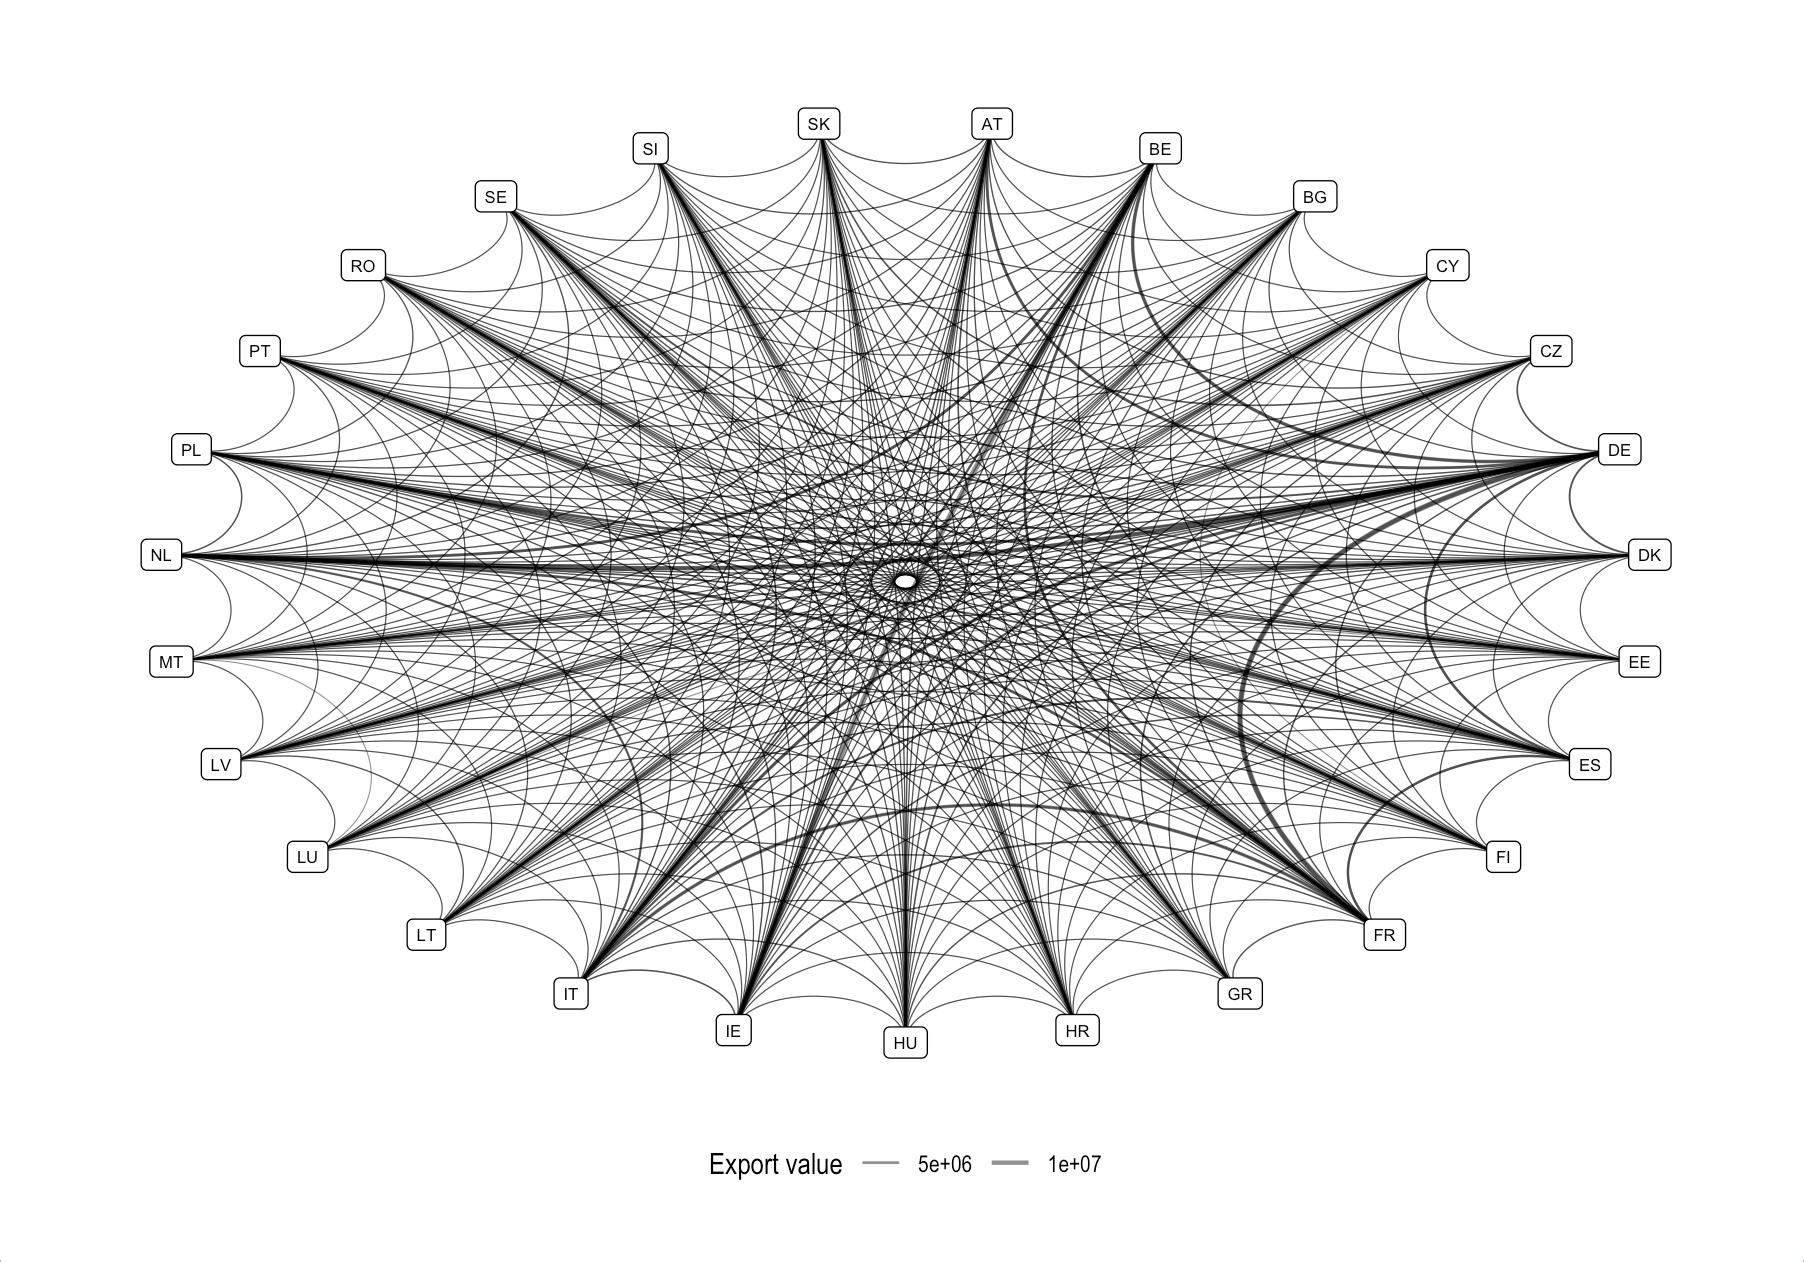 SK
AT
SI
BE
SE
BG
RO
CY
PT
CZ
PL
DE
NL
DK
MT
EE
LV
ES
LU
FI
LT
FR
IT
GR
IE
HR
HU
Export value 5e+06 1e+07